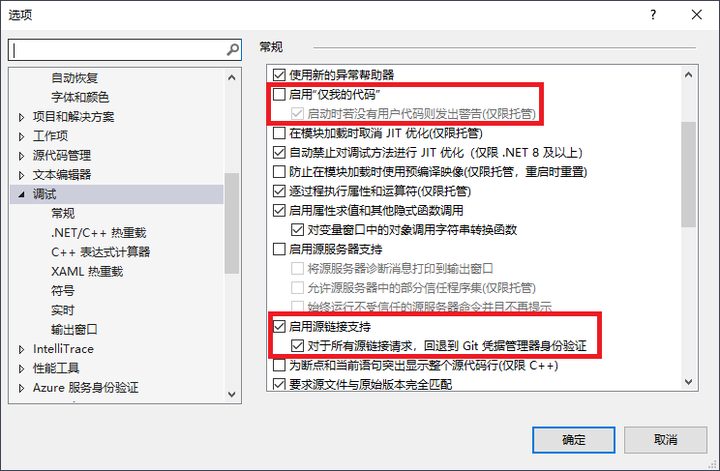 选项
?
常规
自动恢复
字体和颜色
项目和解决方案
工作项
源代码管理
文本编辑器
调试
常规
.NET/C++ 热重载
C++ 表达式计算器
XAML 热重载
符号
实时
输出窗口
IntelliTrace
性能工具
Azure 服务身份验证
使用新的异常帮助器
启用“仅我的代码”
启动时若没有用户代码则发出警告(仅限托管)
在模块加载时取消 JIT 优化(仅限托管)
自动禁止对调试方法进行 JIT 优化（仅限 .NET 8 及以上）
防止在模块加载时使用预编译映像(仅限托管，重启时重置)
逐过程执行属性和运算符(仅限托管)
启用属性求值和其他隐式函数调用
对变量窗口中的对象调用字符串转换函数
启用源服务器支持
将源服务器诊断消息打印到输出窗口
允许源服务器中的部分信任程序集(仅限托管)
始终运行不受信任的源服务器命令并且不再提示
启用源链接支持
对于所有源链接请求，回退到 Git 凭据管理器身份验证
为断点和当前语句突出显示整个源代码行(仅限 C++)
要求源文件与原始版本完全匹配
确定
取消